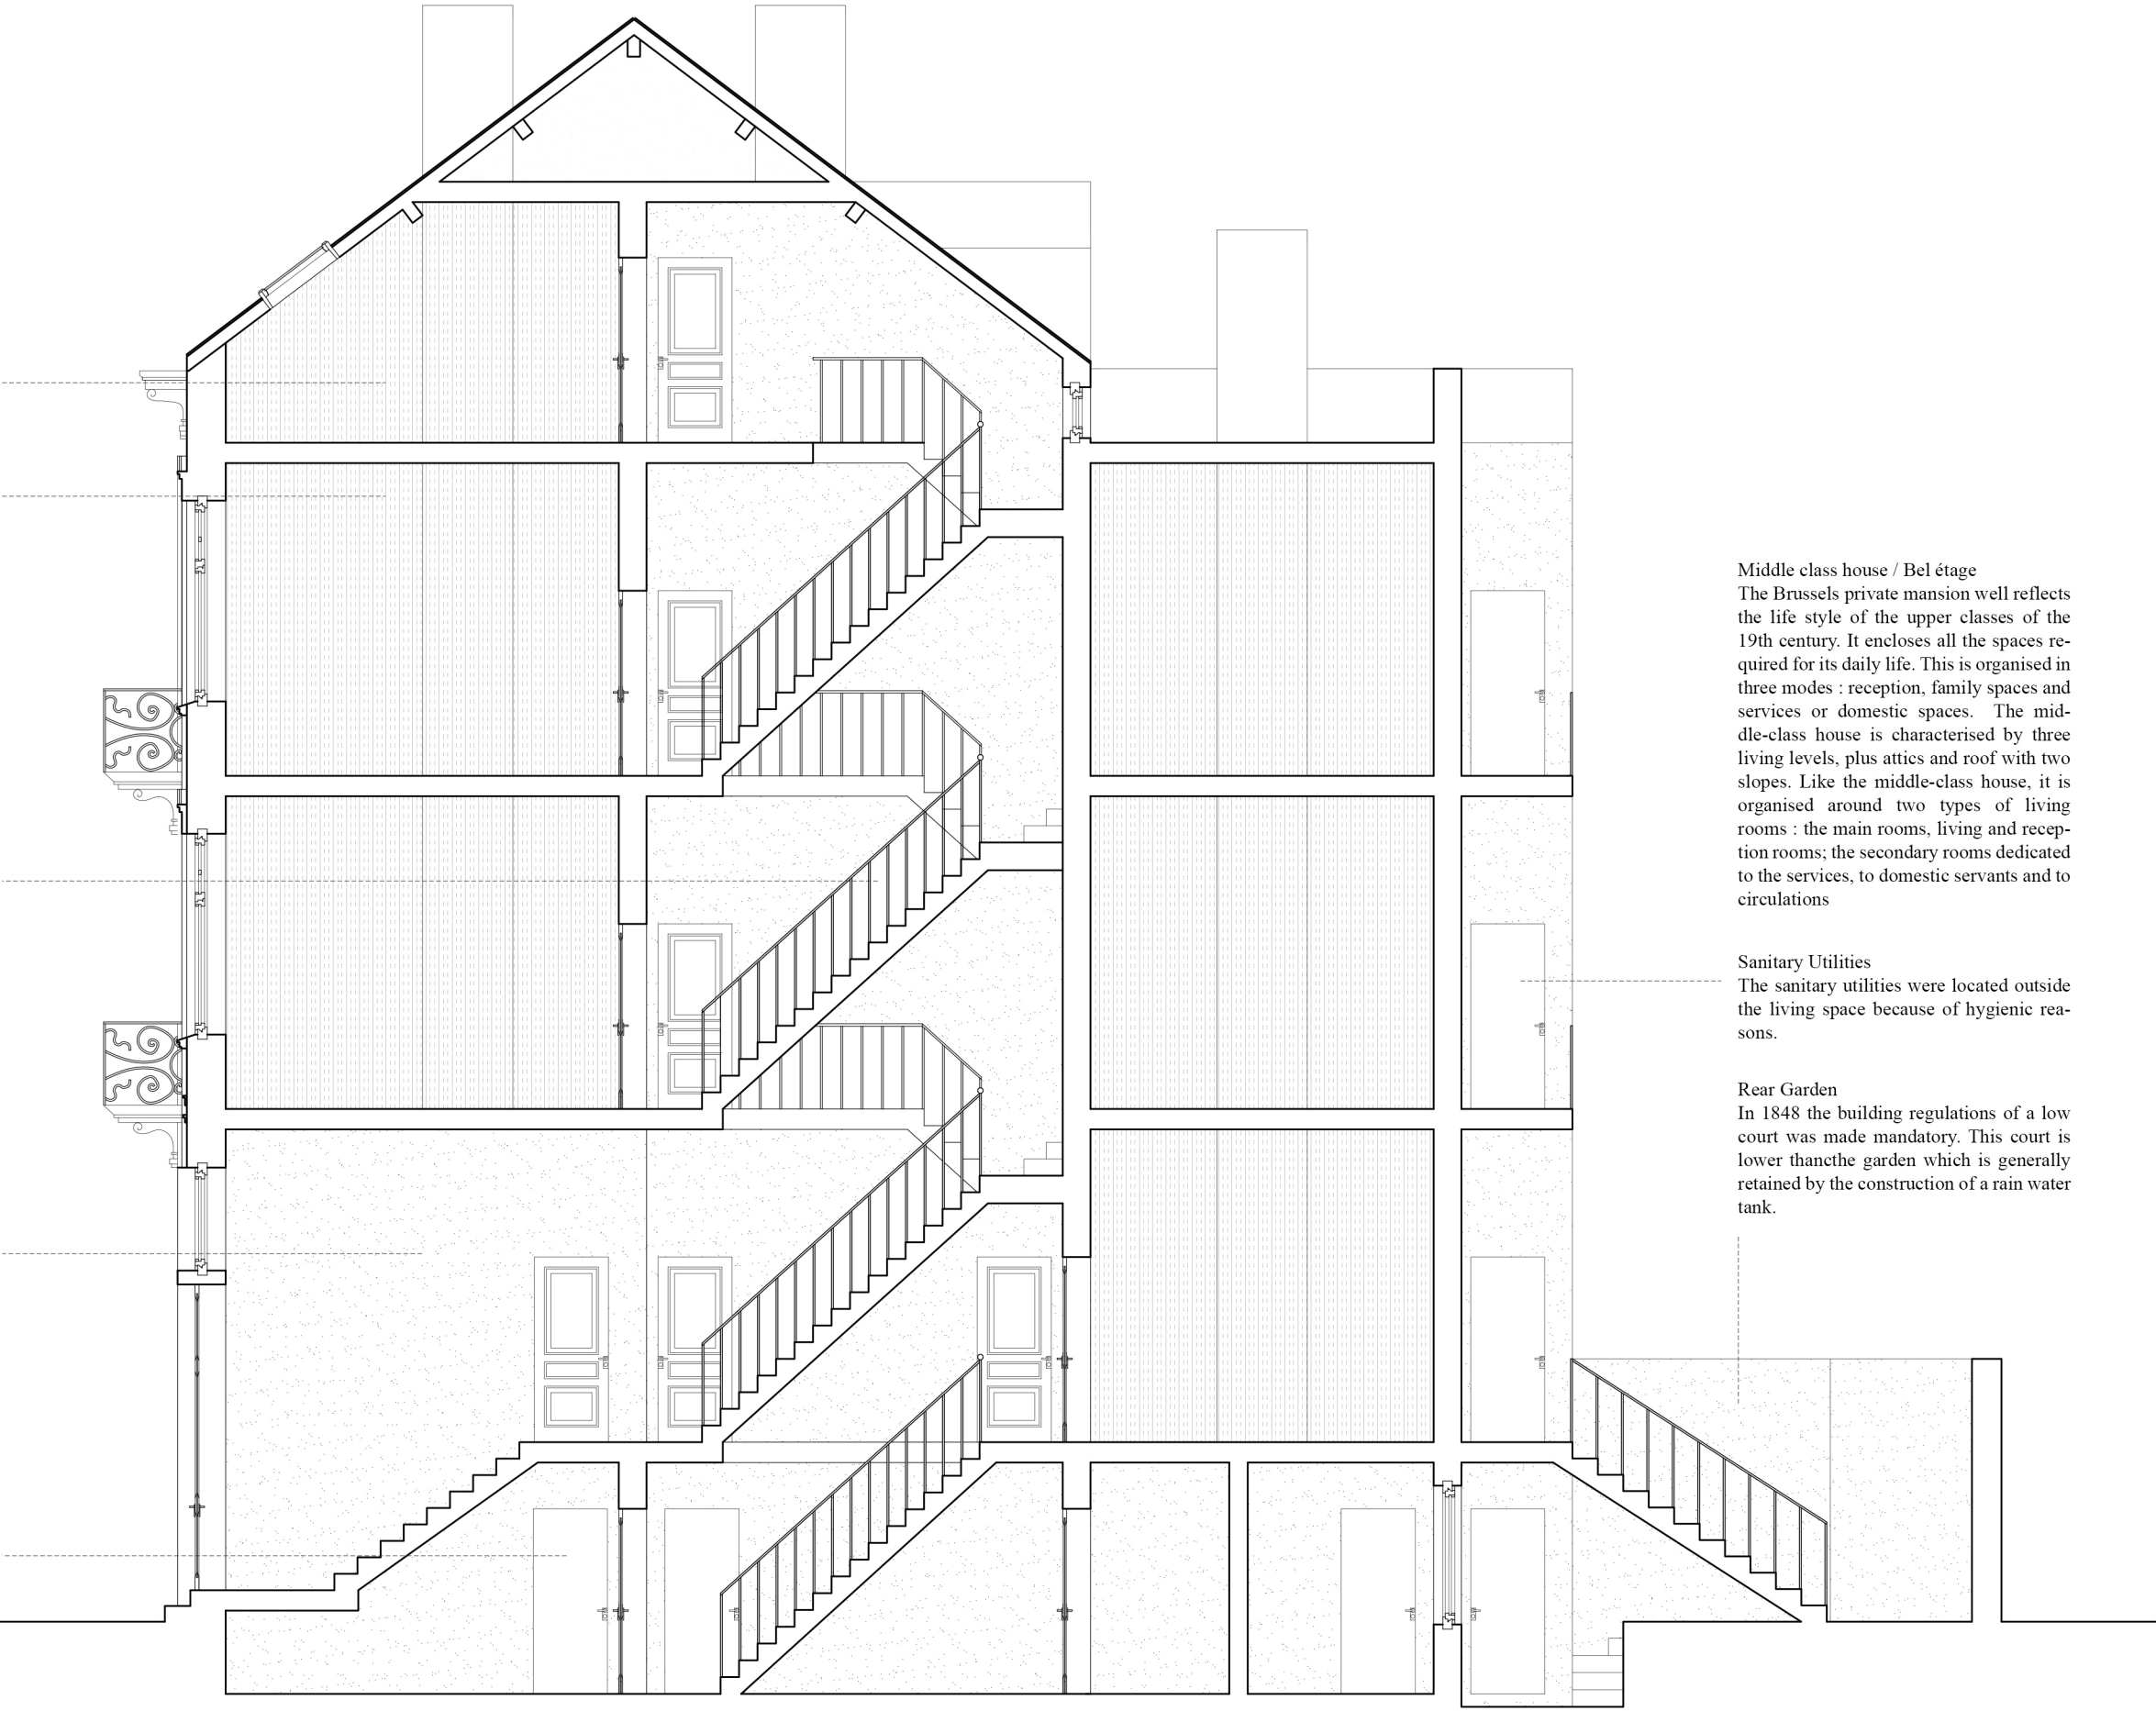 Middle class house / Bel étage
The Brussels private mansion well reflects
the life style of the upper classes of the
19th century. It encloses all the spaces re-
quired for its daily life. This is organised in
three modes : reception, family spaces and
services or domestic spaces. The mid-
dle-class house is characterised by three
living levels, plus attics and roof with two
slopes. Like the middle-class house, it is
organised around two types of living
rooms : the main rooms, living and recep-
tion rooms; the secondary rooms dedicated
to the services, to domestic servants and to
circulations
Sanitary Utilities
The sanitary utilities were located outside
the living space because of hygienic rea-
sons.
Rear Garden
In 1848 the building regulations of a low
court was made mandatory. This court is
lower thancthe garden which is generally
retained by the construction of a rain water
tank.